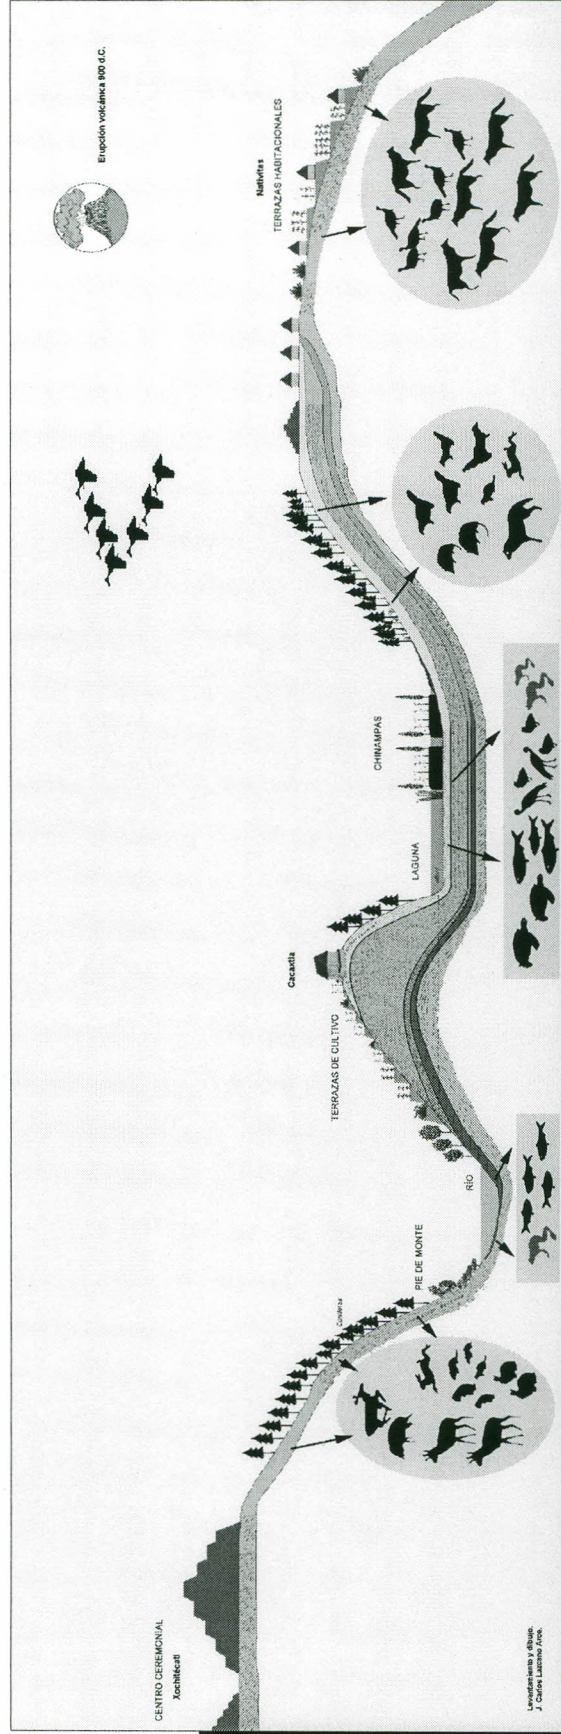 CENTRO CEREMONIAL
Xochitécatl
Coníferas
PIE DE MONTE
RÍO
TERRAZAS DE CULTIVO
Cacaxtla
LAGUNA
CHINAMPAS
Nativitas
TERRAZAS HABITACIONALES
Erupción volcánica 900 d.C.
Levantamiento y dibujo.
J. Carlos Lazcano Arce.